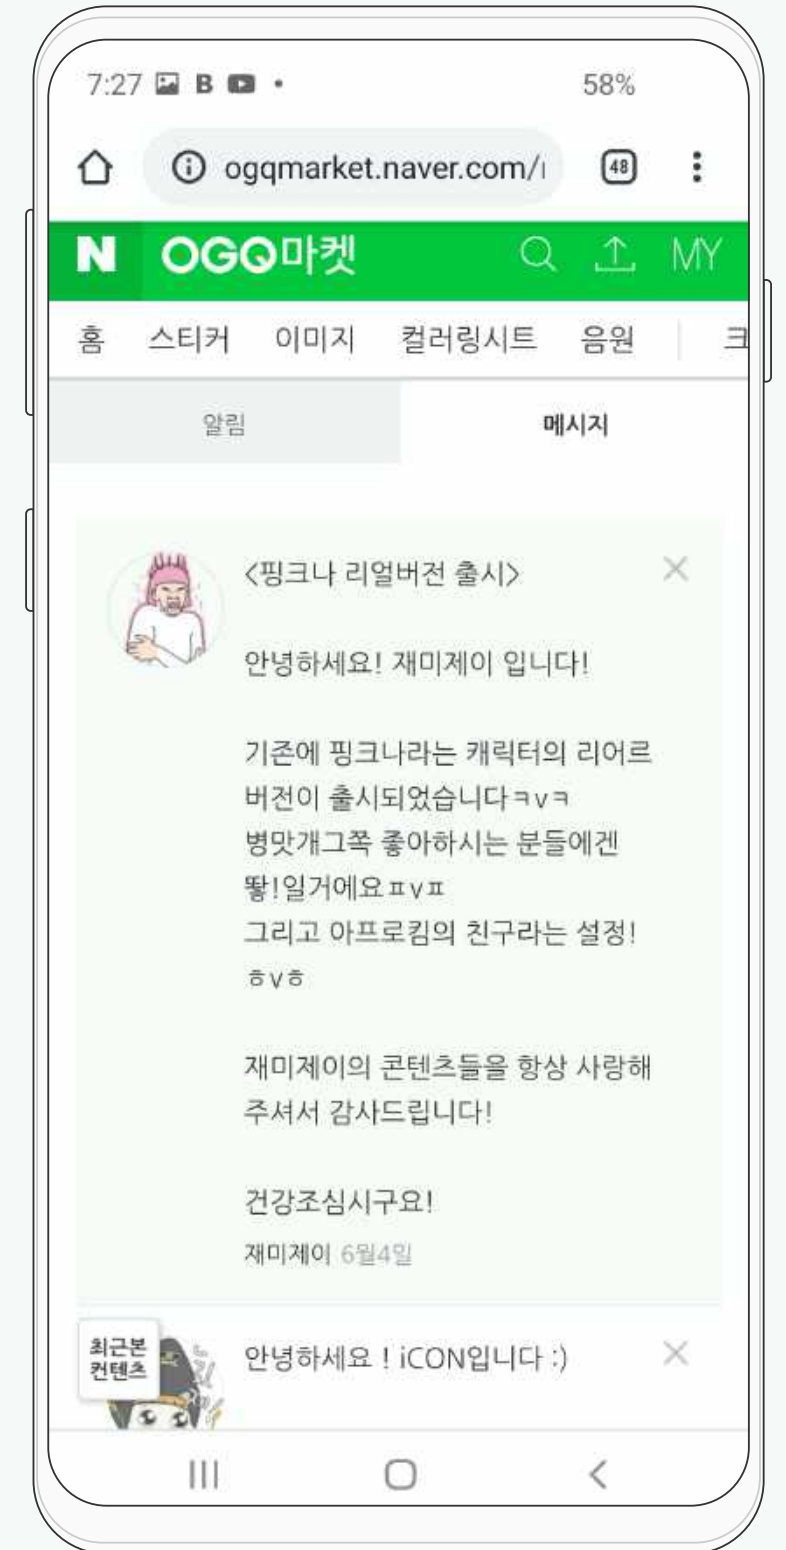 7:27 B
58%
ogqmarket.naver.com/
48
N OGQ마켓 MY
홈 스티커 이미지 컬러링시트 음원
알림 메시지
<핑크나 리얼버전 출시>
안녕하세요! 재미제이 입니다!
기존에 핑크나라는 캐릭터의 리어르
버전이 출시되었습니다ㅋvㅋ
병맛개그쪽 좋아하시는 분들에겐
땋!일거에요ㅍvㅍ
그리고 아프로킴의 친구라는 설정!
ㅎvㅎ
재미제이의 콘텐츠들을 항상 사랑해
주셔서 감사드립니다!
건강조심시구요!
재미제이 6월4일
최근본
컨텐츠
안녕하세요 ! iCON입니다 :)